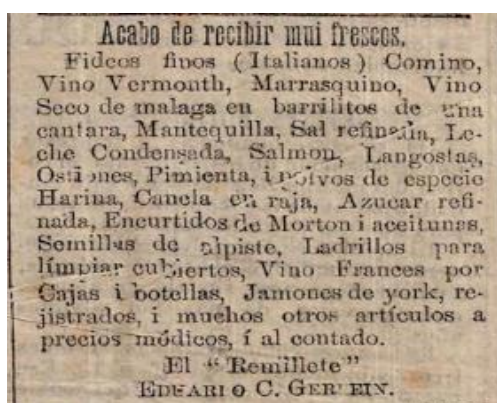 Acabo de recibir mui frescos.
Fideos finos (Italianos) Comino,
Vino Vermouth, Marrasquino, Vino
Seco de malaga en barrilitos de una
cantara, Mantequilla, Sal refinada, Le-
che Condensada, Salmon, Langostas,
Ostiones, Pimienta, i polvos de especie
Harina, Canela en raja, Azucar refi-
nada, Encurtidos de Morton i aceitunas,
Semillas de alpiste, Ladrillos para
limpiar cubiertos, Vino Frances por
Cajas i botellas, Jamones de york, re-
jistrados, i muchos otros artículos a
precios módicos, í al contado.
El "Remillete"
EDUARDO C.